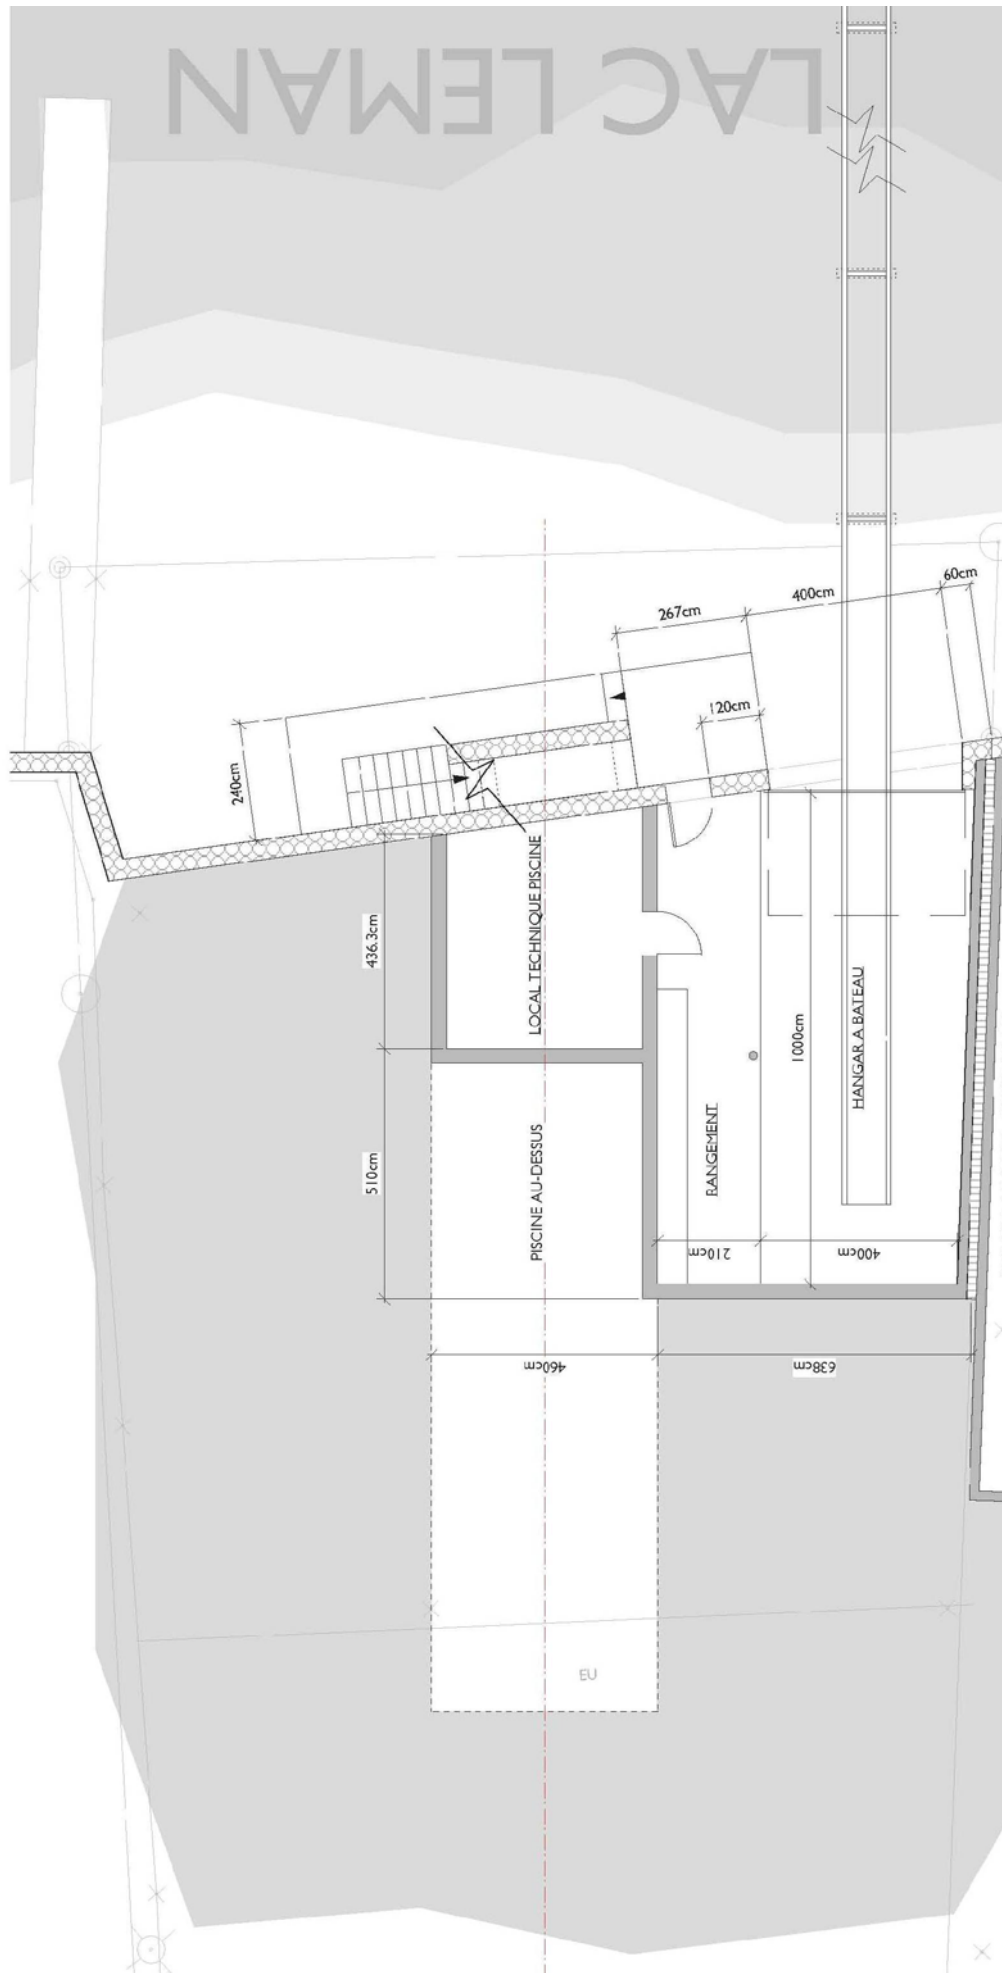 LAC LEMAN
60cm
400cm
267cm
120cm
240cm
LOCAL TECHNIQUE PISCINE
436.3cm
HANGAR A BATEAU
1000cm
RANGEMENT
PISCINE AU-DESSUS
510cm
210cm
400cm
460cm
638cm
EU